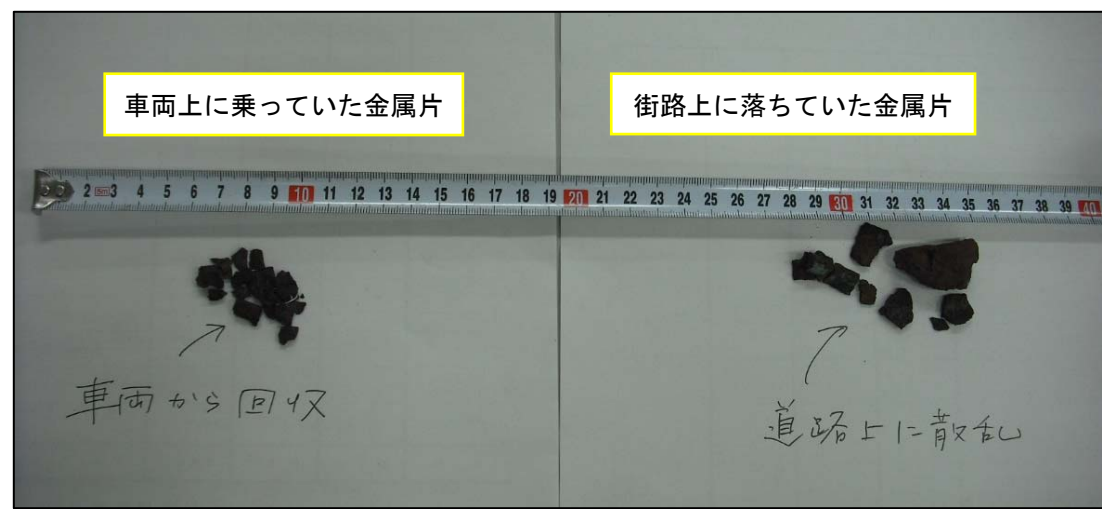 車両上に乗っていた金属片
街路上に落ちていた金属片
2 5m 3 4 5 6 7 8 9 10 11 12 13 14 15 16 17 18 19 20 21 22 23 24 25 26 27 28 29 30 31 32 33 34 35 36 37 38 39 40
車両から回収
道路上に散乱